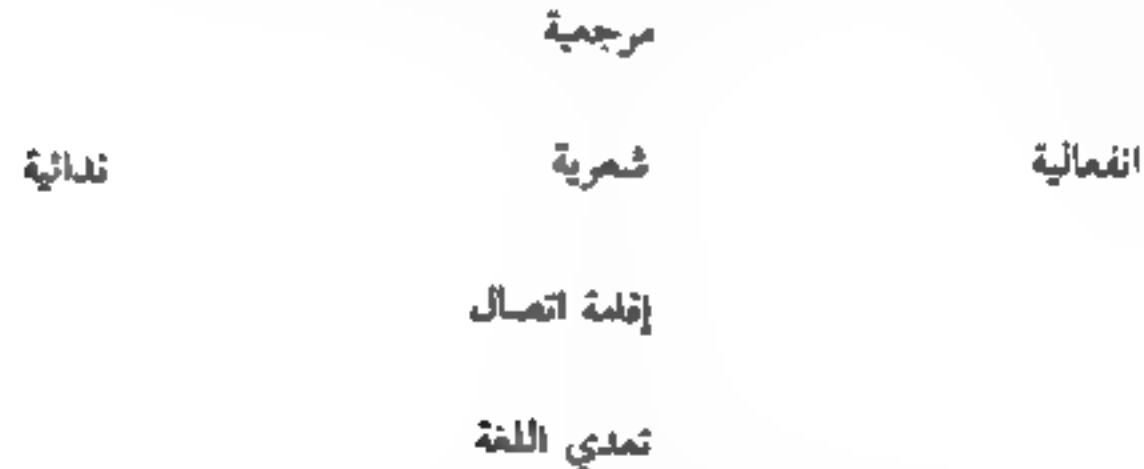 مرجعية
انفعالية شعرية ندائية
إقامة اتصال
تعدي اللغة